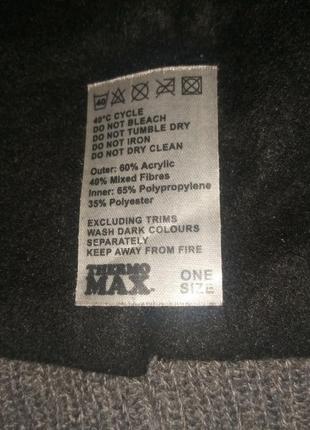 40
40°C CYCLE
DO NOT BLEACH
DO NOT TUMBLE DRY
DO NOT IRON
DO NOT DRY CLEAN
Outer: 60% Acrylic
40% Mixed Fibres
Inner: 65% Polypropylene
35% Polyester
EXCLUDING TRIMS
WASH DARK COLOURS
SEPARATELY
KEEP AWAY FROM FIRE
THERMO
MAX
ONE
SIZE